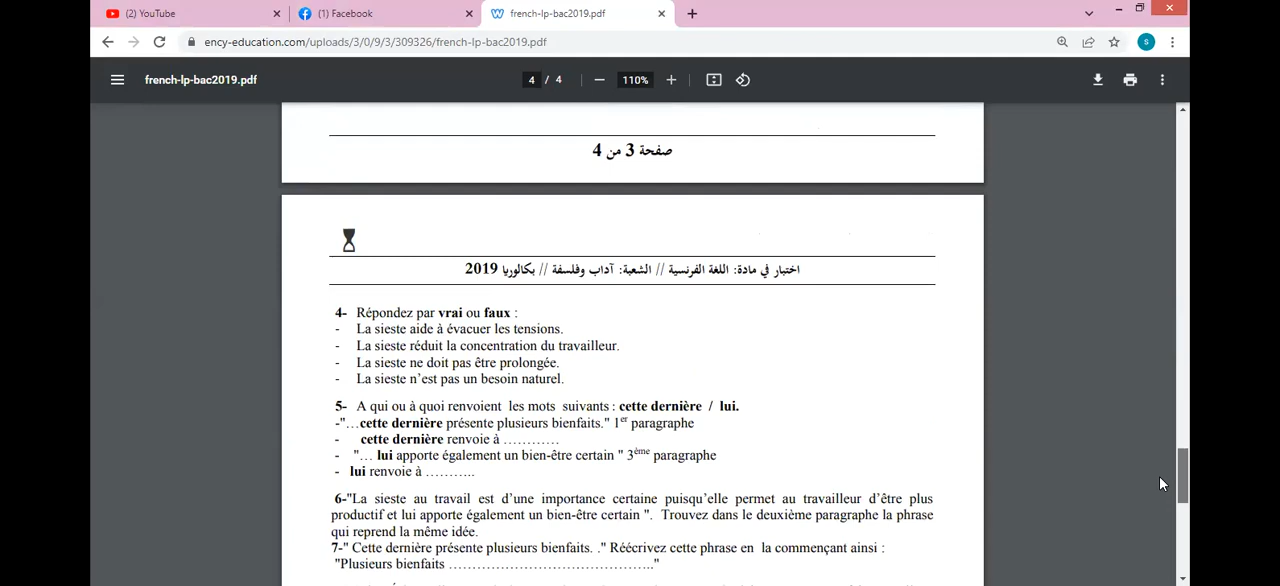 (2) YouTube
(1) Facebook
french-lp-bac2019.pdf
ency-education.com/uploads/3/0/9/3/309326/french-lp-bac2019.pdf
s
french-lp-bac2019.pdf
4 / 4
110%
صفحة 3 من 4
اختبار في مادة: اللغة الفرنسية // الشعبة: آداب وفلسفة // بكالوريا 2019
4- Répondez par vrai ou faux :
- La sieste aide à évacuer les tensions.
- La sieste réduit la concentration du travailleur.
- La sieste ne doit pas être prolongée.
- La sieste n'est pas un besoin naturel.
5- A qui ou à quoi renvoient les mots suivants : cette dernière / lui.
-"…cette dernière présente plusieurs bienfaits." 1er paragraphe
- cette dernière renvoie à …………
- "… lui apporte également un bien-être certain " 3ème paragraphe
- lui renvoie à ………..
6-"La sieste au travail est d'une importance certaine puisqu'elle permet au travailleur d'être plus
productif et lui apporte également un bien-être certain ". Trouvez dans le deuxième paragraphe la phrase
qui reprend la même idée.
7-" Cette dernière présente plusieurs bienfaits. ." Réécrivez cette phrase en la commençant ainsi :
"Plusieurs bienfaits ………………………………….."